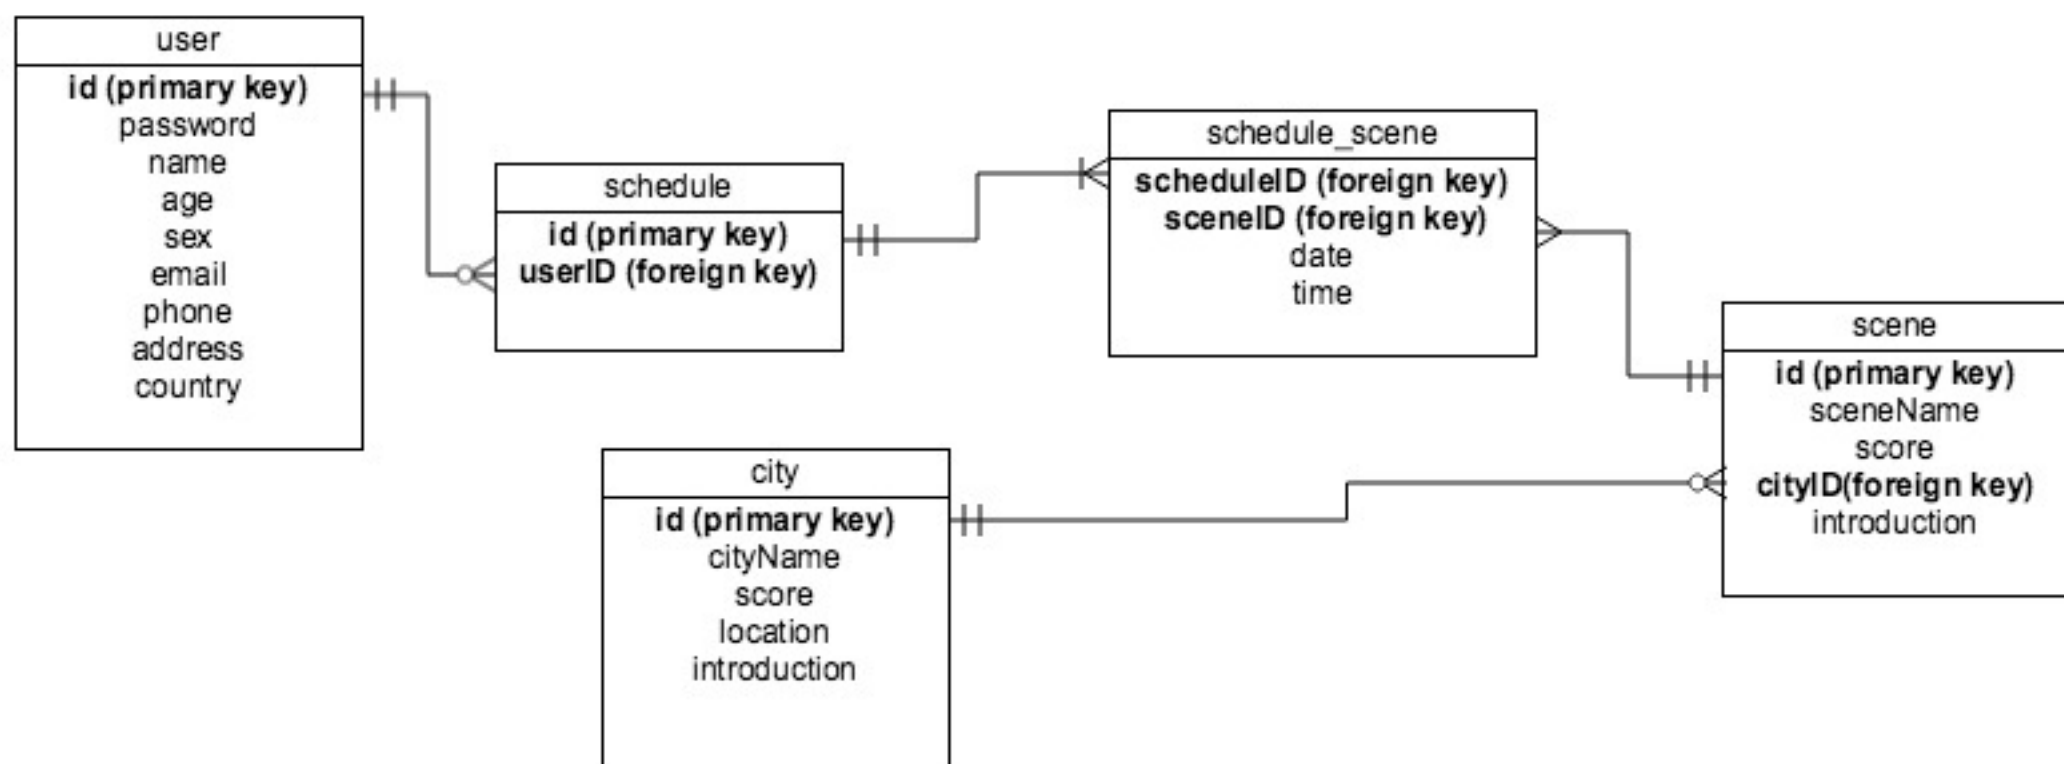 user
id (primary key)
password
name
age
sex
email
phone
address
country
schedule
id (primary key)
userID (foreign key)
schedule_scene
scheduleID (foreign key)
sceneID (foreign key)
date
time
scene
id (primary key)
sceneName
score
cityID(foreign key)
introduction
city
id (primary key)
cityName
score
location
introduction